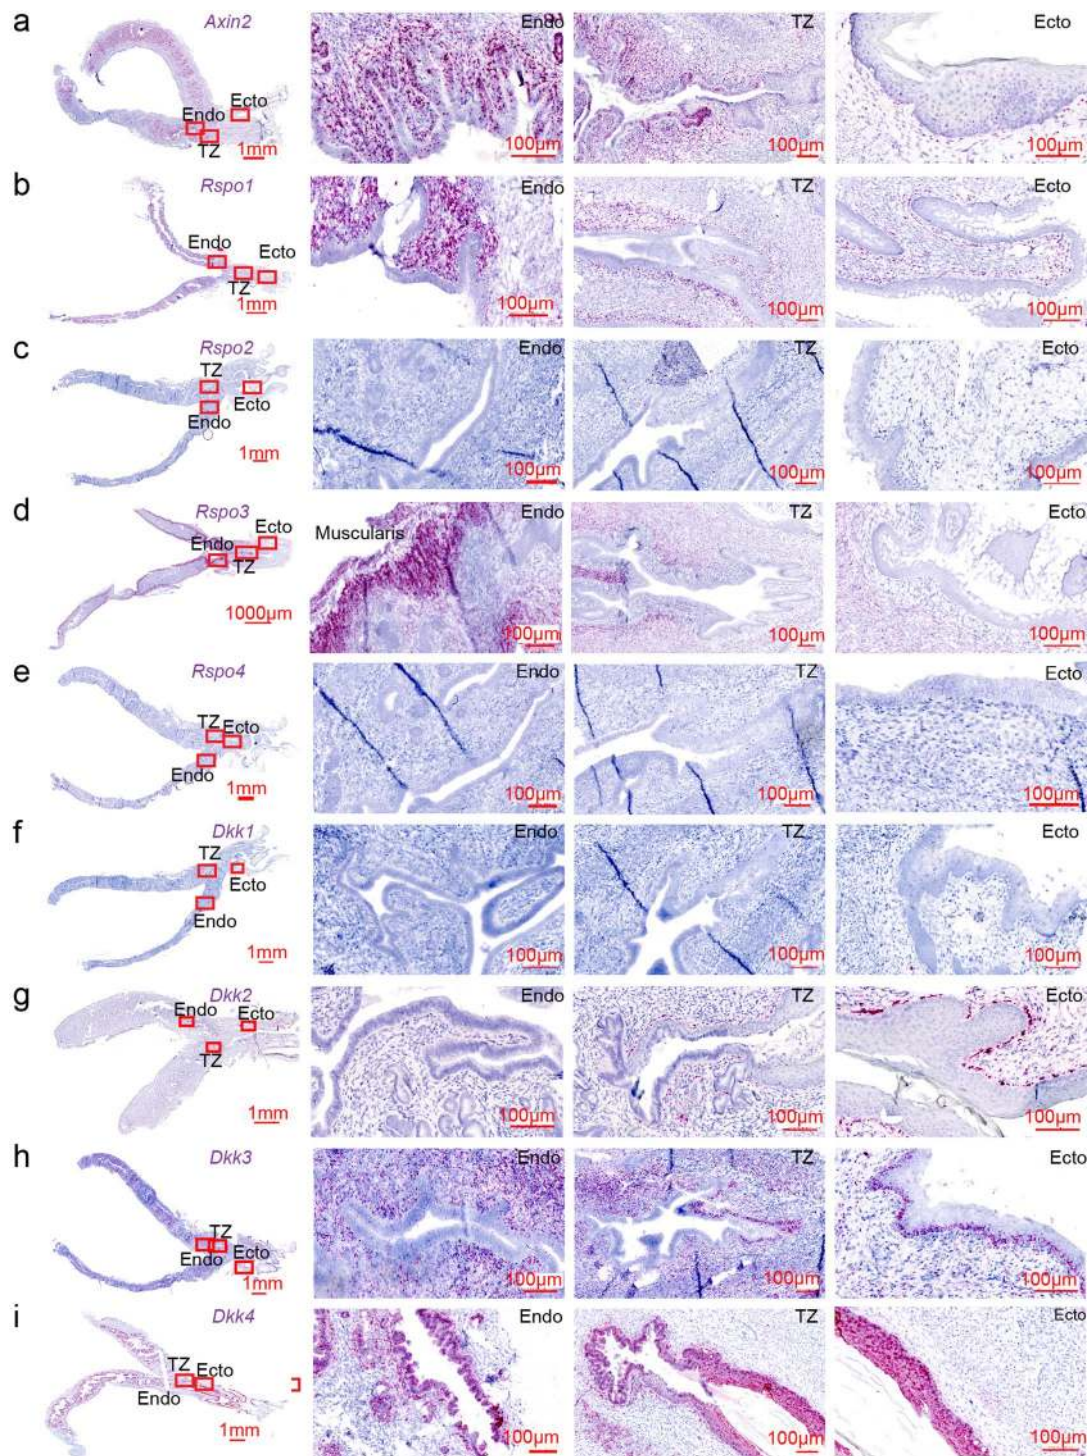 a Axin2 Endo TZ Ecto
Ecto
Endo
TZ
1mm 100µm 100µm 100µm
b Rspo1 Endo TZ Ecto
Endo Ecto
TZ
1mm 100µm 100µm 100µm
c Rspo2 Endo TZ Ecto
TZ
Ecto
Endo
1mm 100µm 100µm 100µm
d Rspo3 Endo TZ Ecto
Muscularis
Ecto
Endo
TZ
1000µm 100µm 100µm 100µm
e Rspo4 Endo TZ Ecto
TZ Ecto
Endo
1mm 100µm 100µm 100µm
f Dkk1 Endo TZ Ecto
TZ
Ecto
Endo
1mm 100µm 100µm 100µm
g Dkk2 Endo TZ Ecto
Endo Ecto
TZ
1mm 100µm 100µm 100µm
h Dkk3 Endo TZ Ecto
TZ
Endo Ecto
1mm 100µm 100µm 100µm
i Dkk4 Endo TZ Ecto
TZ Ecto
Endo
1mm 100µm 100µm 100µm